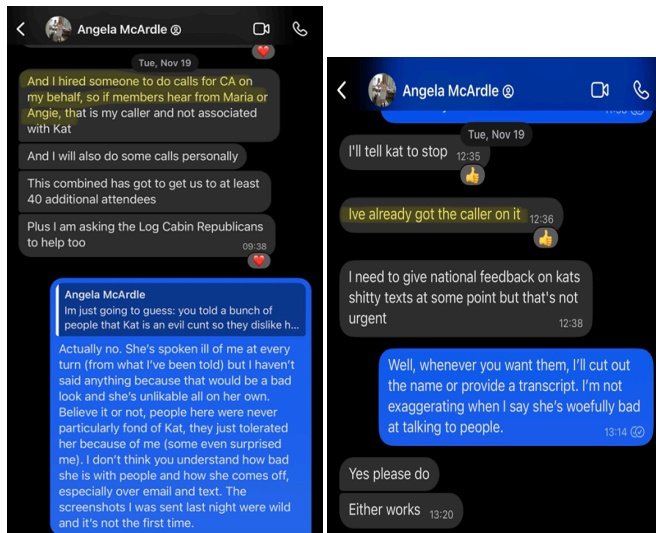 Angela McArdle
Tue, Nov 19
And I hired someone to do calls for CA on
my behalf, so if members hear from Maria or
Angie, that is my caller and not associated
with Kat
And I will also do some calls personally
This combined has got to get us to at least
40 additional attendees
Plus I am asking the Log Cabin Republicans
to help too
09:38
Angela McArdle
Im just going to guess: you told a bunch of
people that Kat is an evil cunt so they dislike h...
Actually no. She's spoken ill of me at every
turn (from what I've been told) but I haven't
said anything because that would be a bad
look and she's unlikable all on her own.
Believe it or not, people here were never
particularly fond of Kat, they just tolerated
her because of me (some even surprised
me). I don't think you understand how bad
she is with people and how she comes off,
especially over email and text. The
screenshots I was sent last night were wild
and it's not the first time.
Angela McArdle
Tue, Nov 19
I'll tell kat to stop 12:35
Ive already got the caller on it 12:36
I need to give national feedback on kats
shitty texts at some point but that's not
urgent 12:38
Well, whenever you want them, I'll cut out
the name or provide a transcript. I'm not
exaggerating when I say she's woefully bad
at talking to people. 13:14
Yes please do
Either works 13:20